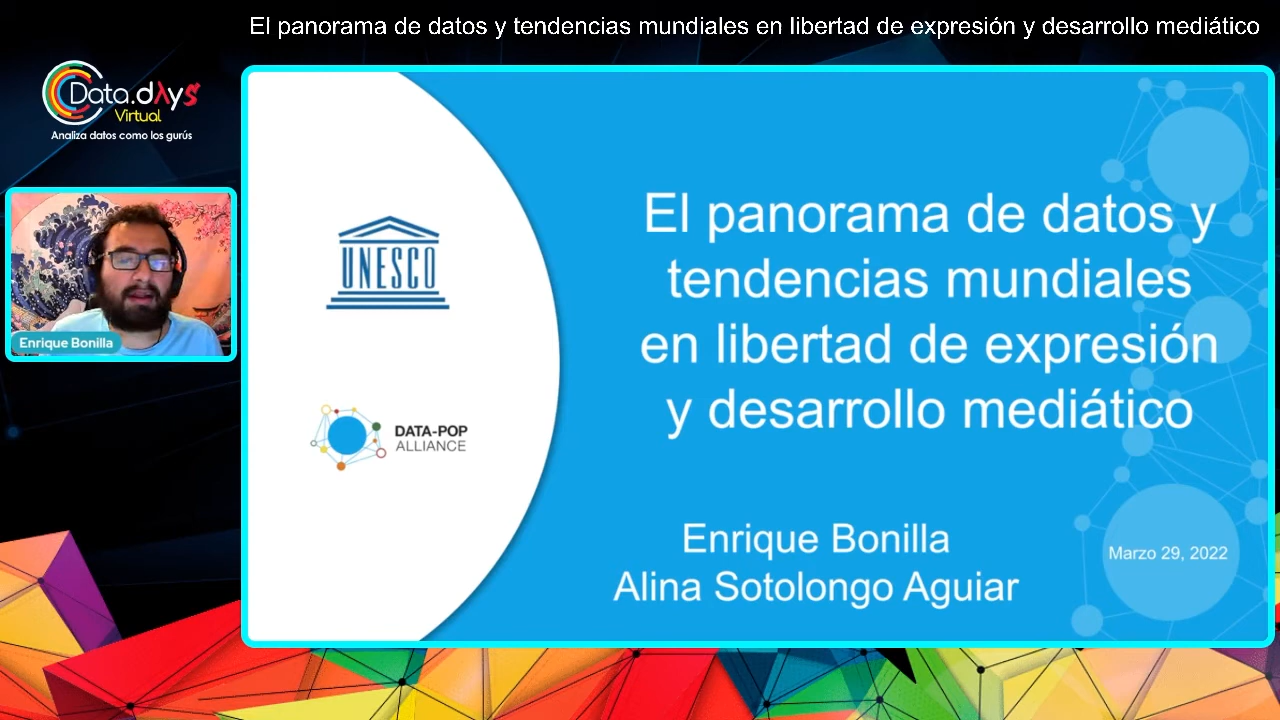 El panorama de datos y tendencias mundiales en libertad de expresión y desarrollo mediático
Data.dAys
Virtual
Analiza datos como los gurús
Enrique Bonilla
UNESCO
DATA-POP
ALLIANCE
El panorama de datos y
tendencias mundiales
en libertad de expresión
y desarrollo mediático
Enrique Bonilla
Alina Sotolongo Aguiar
Marzo 29, 2022